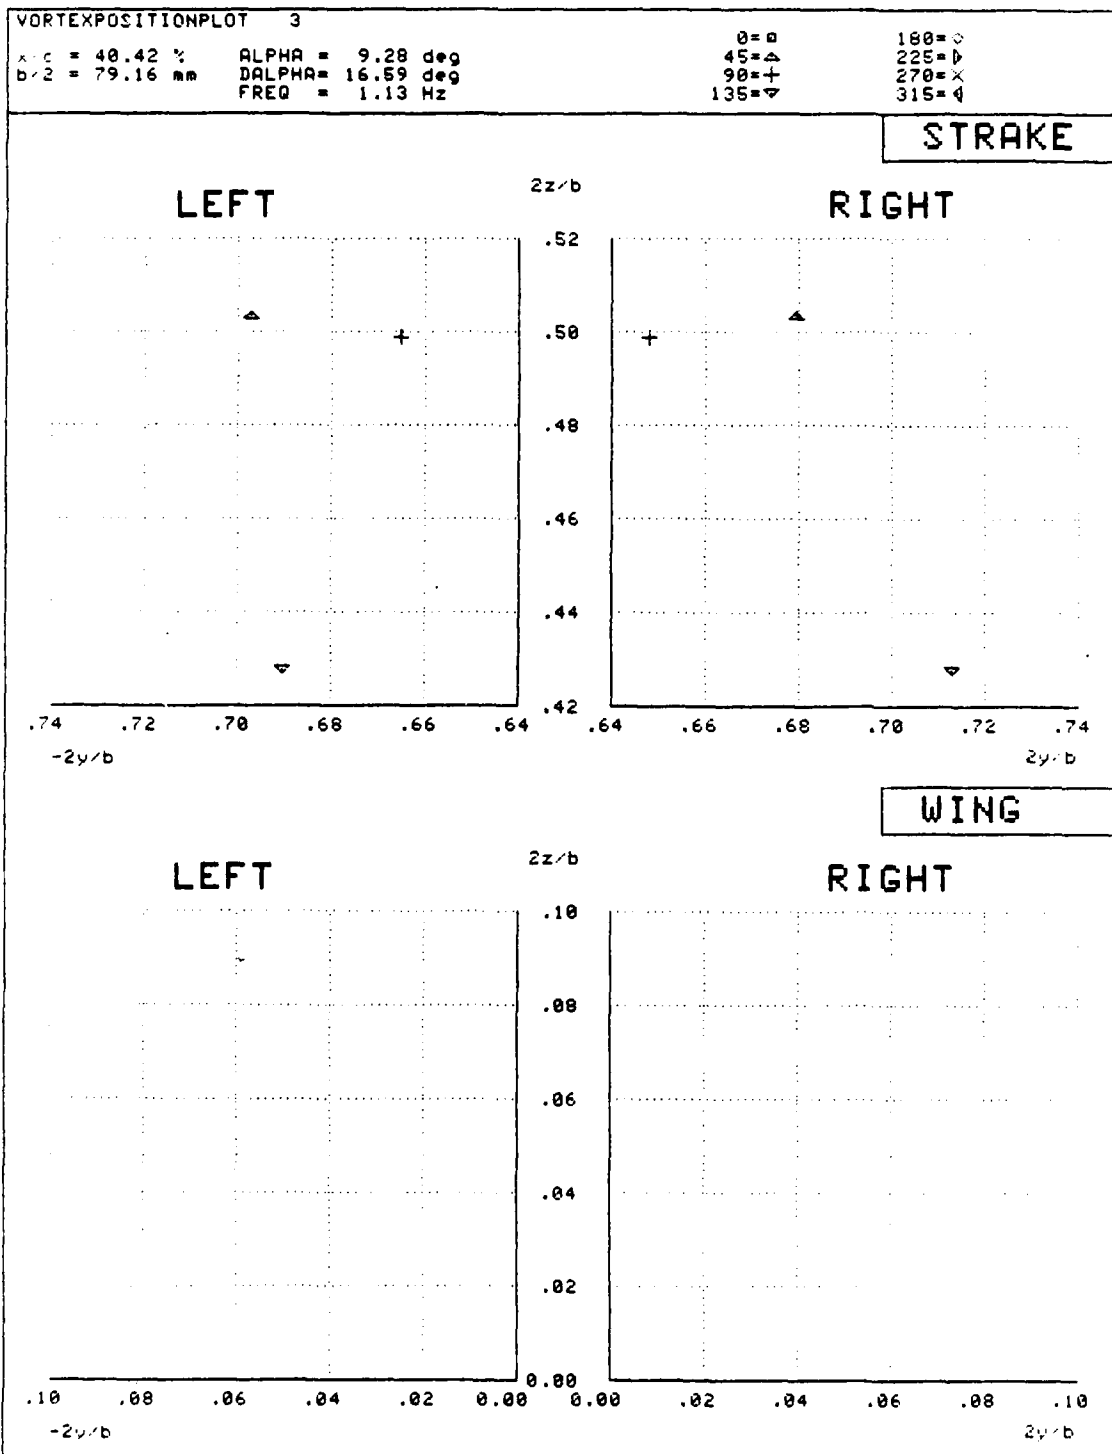 VORTEXPOSITIONPLOT 3
x/c = 40.42 % ALPHA = 9.28 deg 0= 180=
b/2 = 79.16 mm DALPHA= 16.59 deg 45= 225=
FREQ = 1.13 Hz 90=+ 270=×
135= 315=
STRAKE
LEFT 2z/b RIGHT
.52
.50
.48
.46
.44
.42
.74 .72 .70 .68 .66 .64 .64 .66 .68 .70 .72 .74
-2y/b 2y/b
WING
LEFT 2z/b RIGHT
.10
.08
.06
.04
.02
0.00
.10 .08 .06 .04 .02 0.00 0.00 .02 .04 .06 .08 .10
-2y/b 2y/b